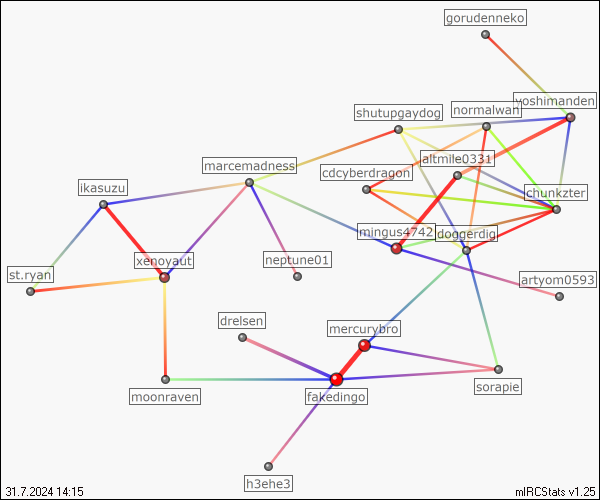 gorudenneko
yoshimanden
shutupgaydog
normalwan
altmile0331
marcemadness
cdcyberdragon
ikasuzu
chunkzter
mingus4742
doggerdig
xenoyaut
neptune01
st.ryan
artyom0593
drelsen
mercurybro
sorapie
moonraven
fakedingo
h3ehe3
31.7.2024 14:15
mIRCStats v1.25